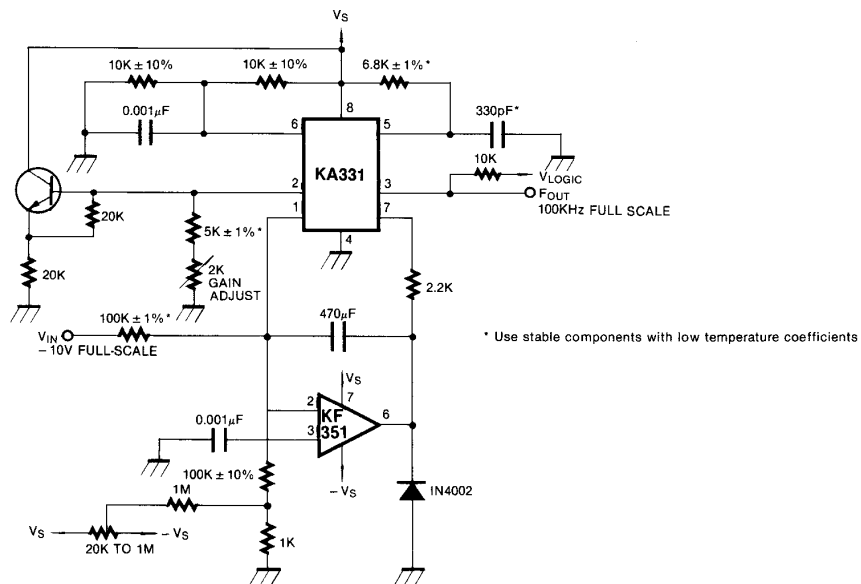 VS
10K ± 10%
10K ± 10%
6.8K ± 1% *
0.001μF
330pF*
8
6
5
KA331
10K
VLOGIC
2
3
FOUT
100KHz FULL SCALE
1
7
4
20K
5K ± 1% *
2K
GAIN
ADJUST
20K
2.2K
100K ± 1% *
470μF
VIN
– 10V FULL-SCALE
* Use stable components with low temperature coefficients
VS
7
0.001μF
2
KF
351
6
3
100K ± 10%
– VS
IN4002
1M
VS
– VS
20K TO 1M
1K